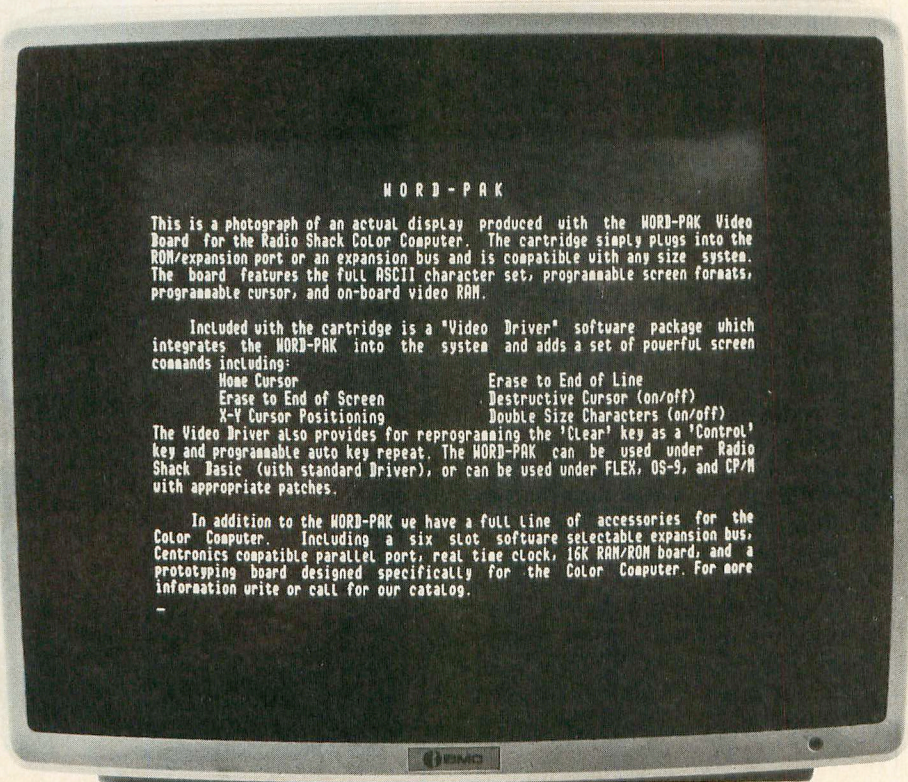 WORD-PAK
This is a photograph of an actual display produced with the WORD-PAK Video
Board for the Radio Shack Color Computer. The cartridge simply plugs into the
ROM/expansion port or an expansion bus and is compatible with any size system.
The board features the full ASCII character set, programmable screen formats,
programmable cursor, and on-board video RAM.
Included with the cartridge is a "Video Driver" software package which
integrates the WORD-PAK into the system and adds a set of powerful screen
commands including:
Home Cursor Erase to End of Line
Erase to End of Screen Destructive Cursor (on/off)
X-Y Cursor Positioning Double Size Characters (on/off)
The Video Driver also provides for reprogramming the 'Clear' key as a 'Control'
key and programmable auto key repeat. The WORD-PAK can be used under Radio
Shack Basic (with standard Driver), or can be used under FLEX, OS-9, and CP/M
with appropriate patches.
In addition to the WORD-PAK we have a full line of accessories for the
Color Computer. Including a six slot software selectable expansion bus,
Centronics compatible parallel port, real time clock, 16K RAM/ROM board, and a
prototyping board designed specifically for the Color Computer. For more
information write or call for our catalog.
BMC